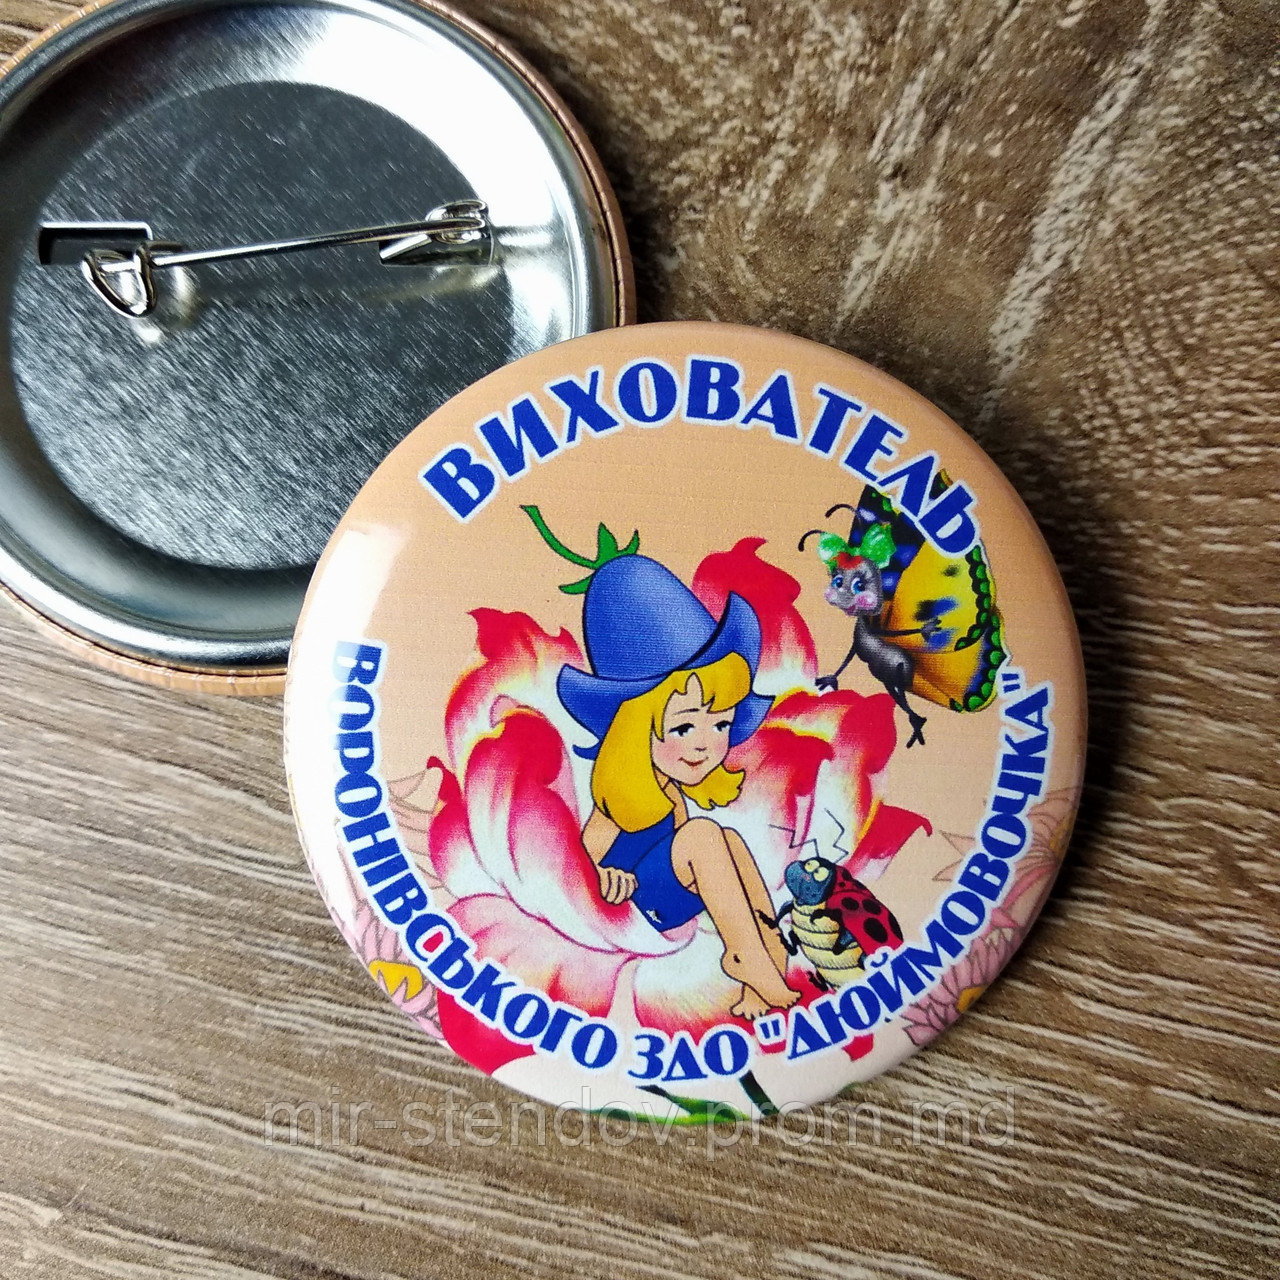 ВИХОВАТЕЛЬ
ВОРОНІВСЬКОГО ЗДО "ДЮЙМОВОЧКА"
mir-stendov.prom.md